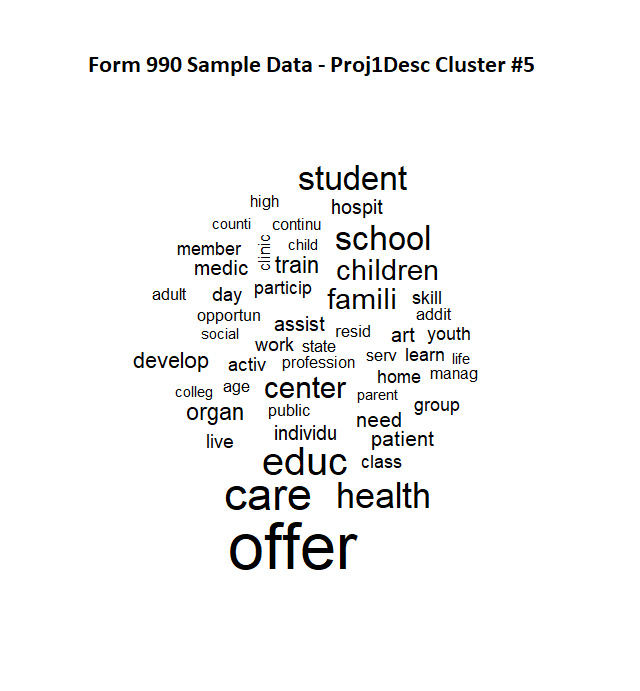 Form 990 Sample Data - Proj1Desc Cluster #5
student
high
hospit
counti continu
clinic
school
member child
medic train children
adult day particip famili skill
opportun addit
social assist resid art youth
work state
develop activ profession serv learn life
home manag
colleg age center parent
organ public group
need
live individu patient
educ class
care health
offer